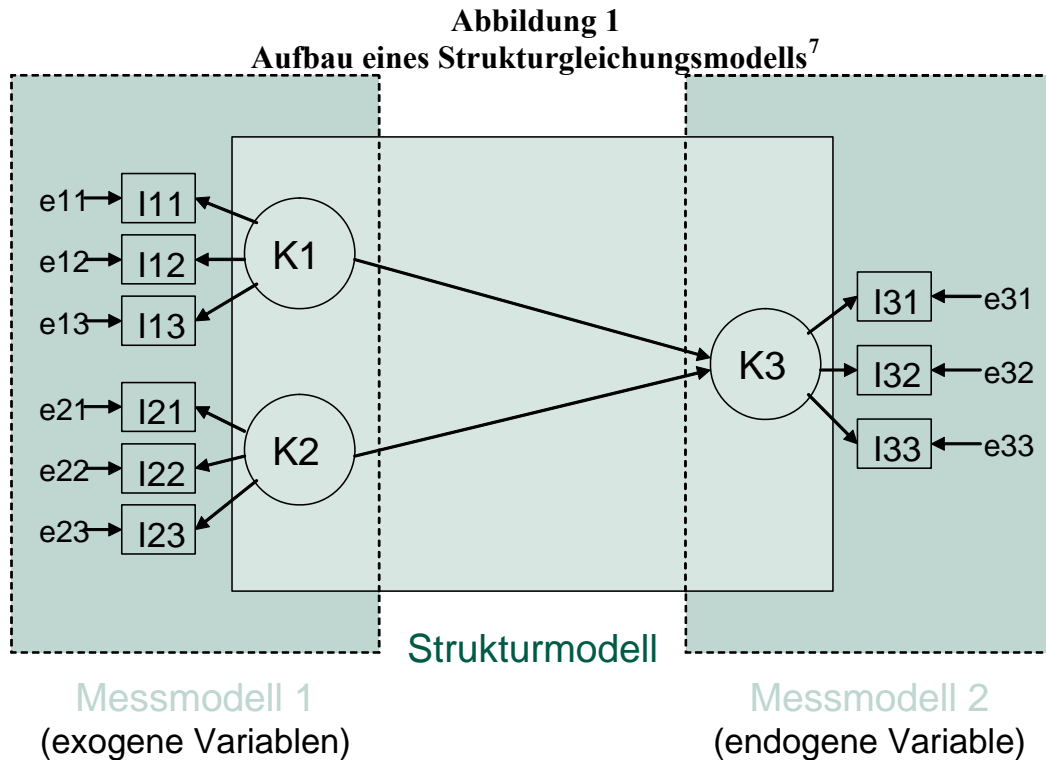 Abbildung 1
Aufbau eines Strukturgleichungsmodells7
e11 I11
e12 I12
e13 I13
K1
e21 I21
e22 I22
e23 I23
K2
K3
I31 e31
I32 e32
I33 e33
Strukturmodell
Messmodell 1
(exogene Variablen)
Messmodell 2
(endogene Variable)